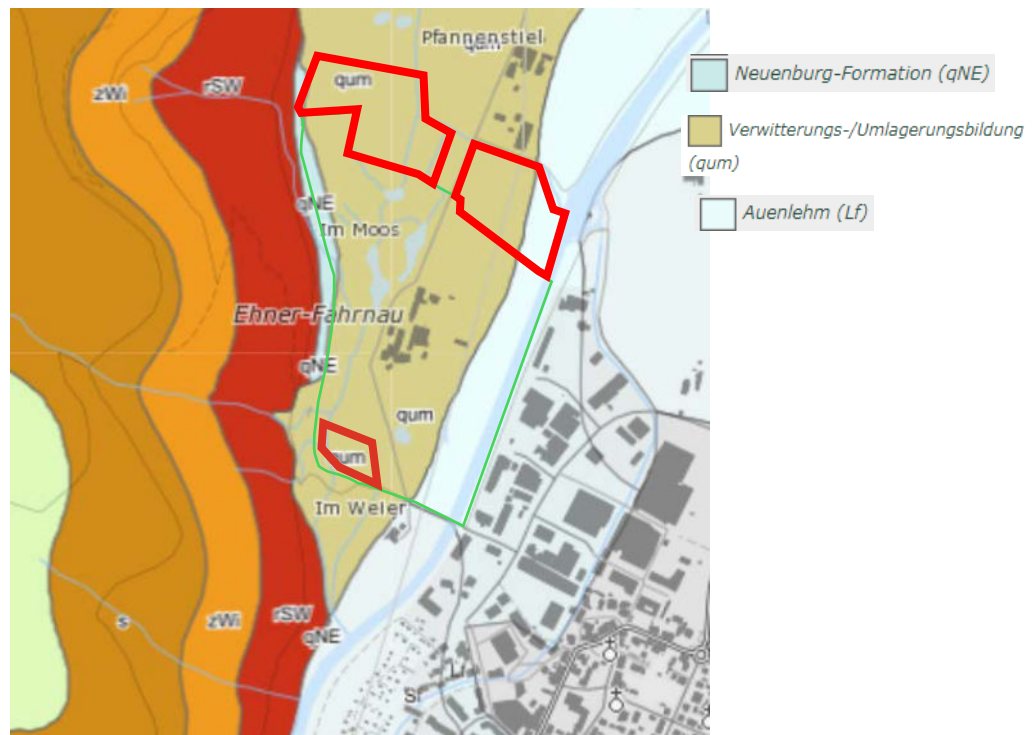 Pfannenstiel
qum
qum
zWi
rSW
Neuenburg-Formation (qNE)
Verwitterungs-/Umlagerungsbildung
(qum)
Auenlehm (Lf)
qNE
Im Moos
Ehner-Fahrnau
qNE
qum
qum
Im Weler
s
zWi
rSW
qNE